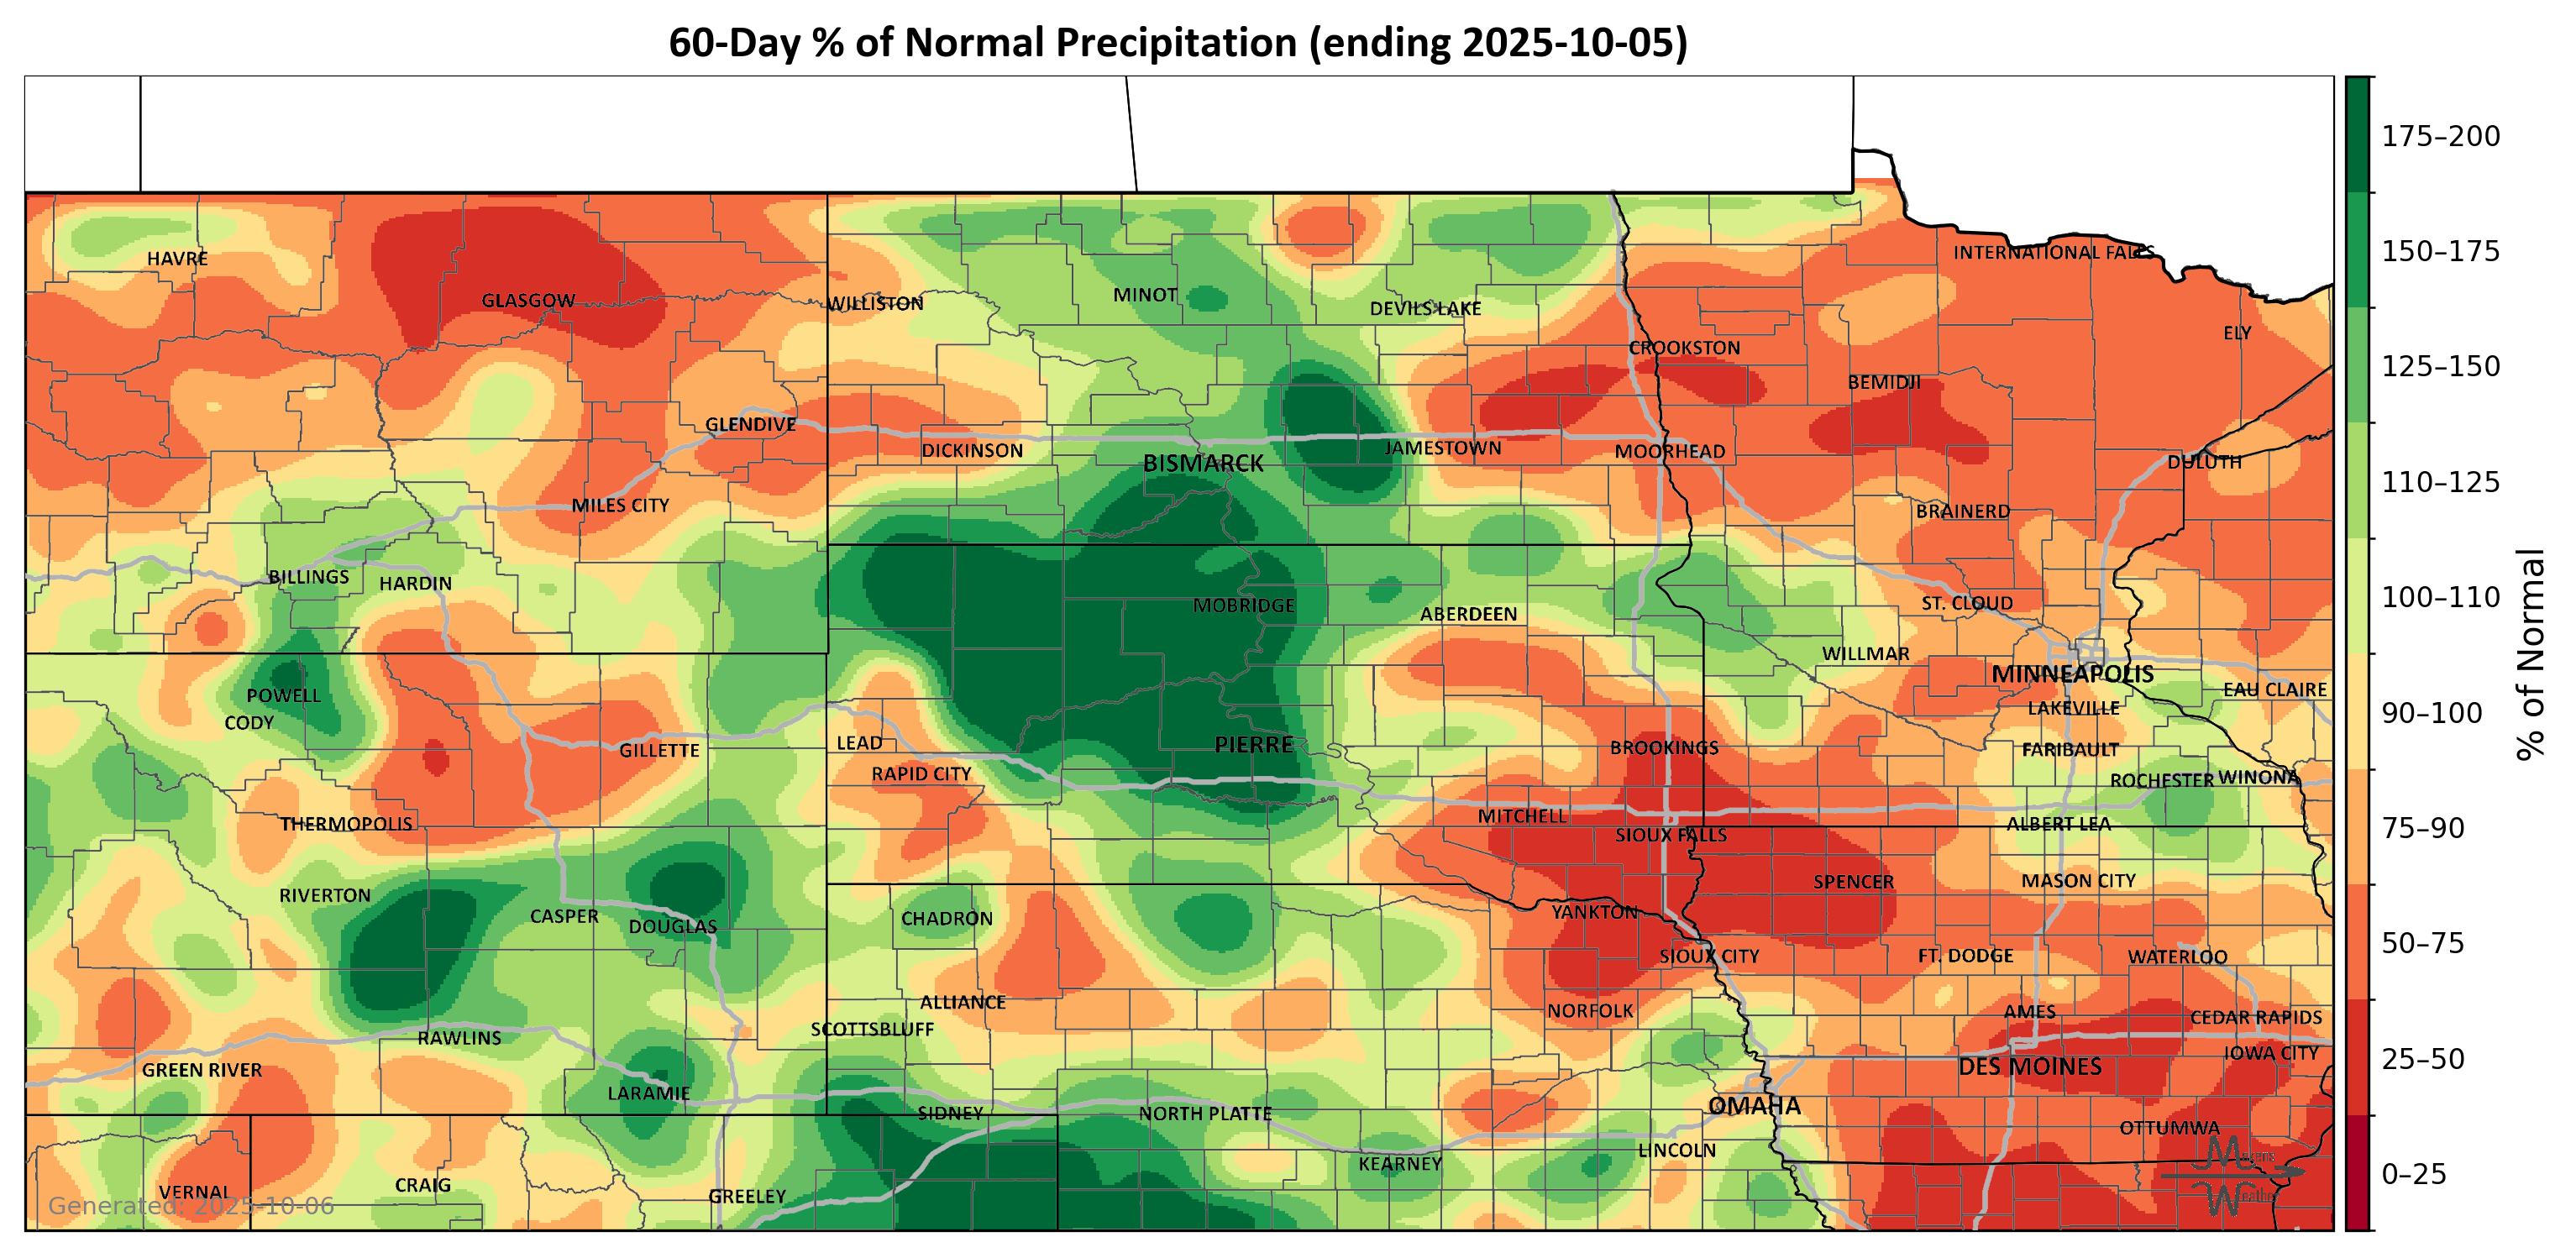 60-Day % of Normal Precipitation (ending 2025-10-05)
175–200
150–175
125–150
110–125
100–110
90–100
75–90
50–75
25–50
0–25
% of Normal
INTERNATIONAL FALLS
HAVRE
GLASGOW
WILLISTON
MINOT
DEVILS LAKE
ELY
CROOKSTON
BEMIDJI
GLENDIVE
DICKINSON
BISMARCK
JAMESTOWN
MOORHEAD
DULUTH
MILES CITY
BRAINERD
BILLINGS
HARDIN
MOBRIDGE
ABERDEEN
ST. CLOUD
WILLMAR
MINNEAPOLIS
POWELL
EAU CLAIRE
CODY
LAKEVILLE
GILLETTE
LEAD
PIERRE
BROOKINGS
FARIBAULT
RAPID CITY
ROCHESTER
WINONA
THERMOPOLIS
MITCHELL
SIOUX FALLS
ALBERT LEA
RIVERTON
SPENCER
MASON CITY
CASPER
DOUGLAS
CHADRON
YANKTON
SIOUX CITY
FT. DODGE
WATERLOO
ALLIANCE
NORFOLK
AMES
CEDAR RAPIDS
SCOTTSBLUFF
RAWLINS
IOWA CITY
GREEN RIVER
DES MOINES
LARAMIE
SIDNEY
NORTH PLATTE
OMAHA
OTTUMWA
KEARNEY
LINCOLN
VERNAL
CRAIG
GREELEY
Generated: 2025-10-06